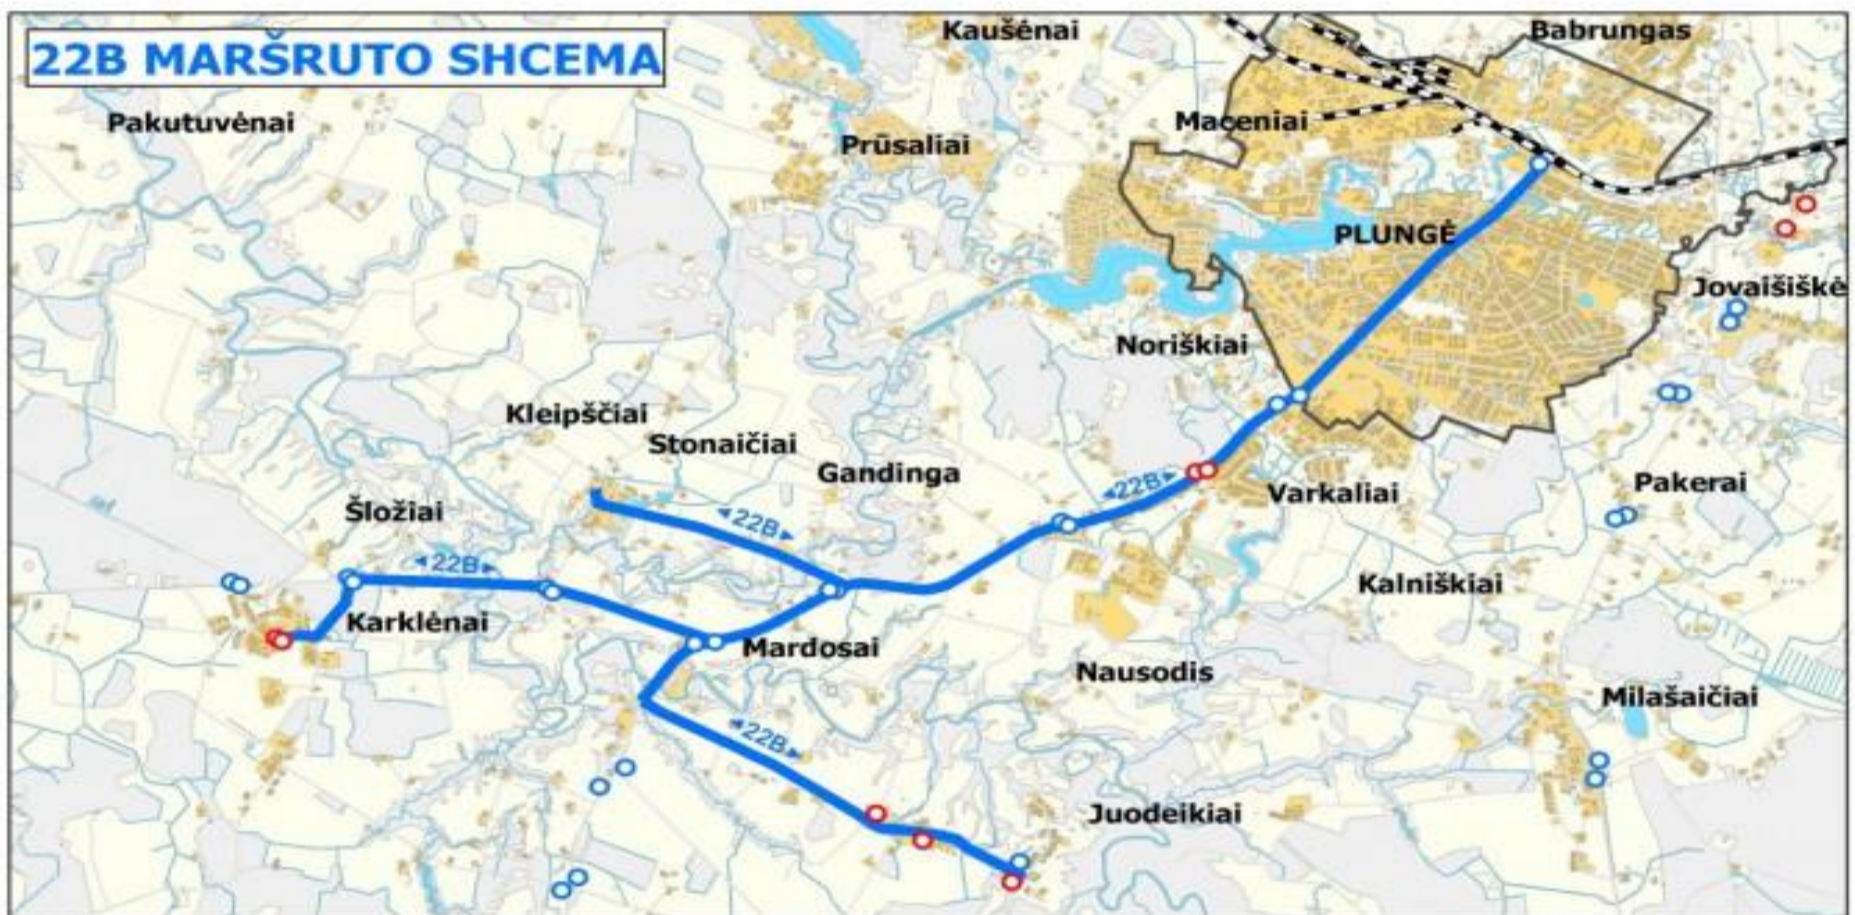 22B MARŠRUTO SHCEMA
Kaušėnai
Babrungas
Pakutuvėnai
Maceniai
Prūsaliai
PLUNGĖ
Jovaišiškė
Noriškiai
Kleipščiai
Stonaičiai
Gandinga
◄22B►
Varkaliai
Pakerai
Šložiai
◄22B►
◄22B►
Kalniškiai
Karklėnai
Mardosai
Nausodis
Milašaičiai
◄22B►
Juodeikiai